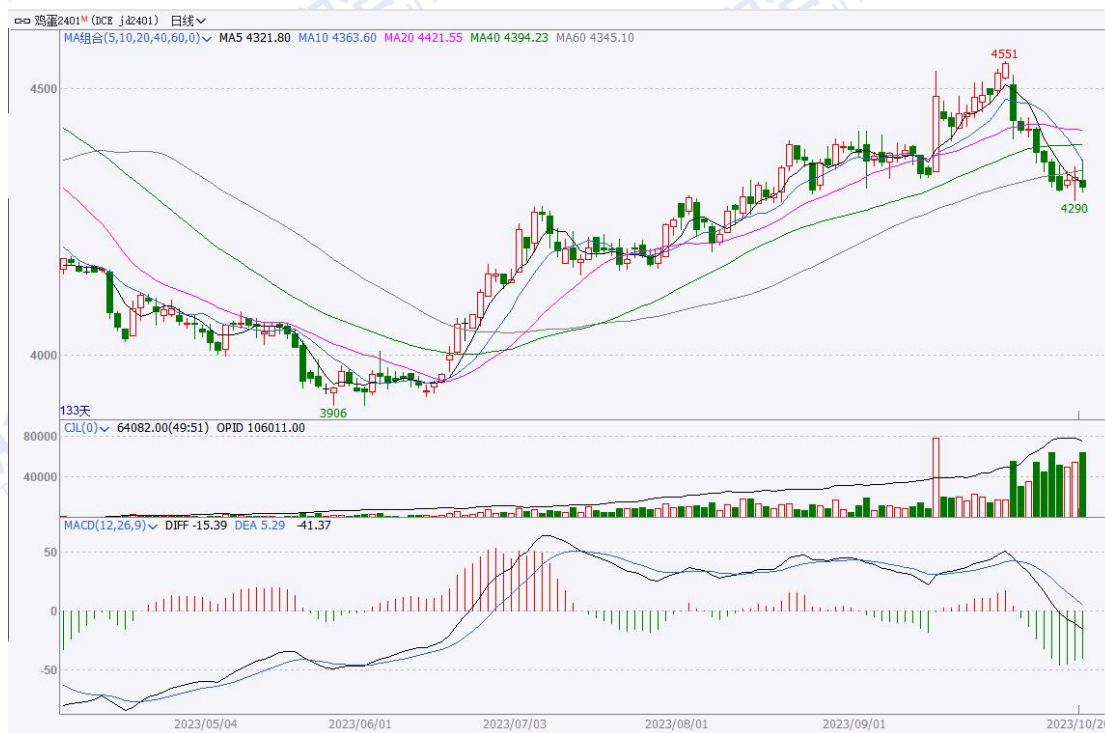 鸡蛋2401M (DCE jd2401) 日线
MA组合(5,10,20,40,60,0) MA5 4321.80 MA10 4363.60 MA20 4421.55 MA40 4394.23 MA60 4345.10
4551
4500
4290
4000
3906
133天
CJL(0) 64082.00(49:51) OPID 106011.00
80000
40000
MACD(12,26,9) DIFF -15.39 DEA 5.29 -41.37
50
0
-50
2023/05/04 2023/06/01 2023/07/03 2023/08/01 2023/09/01 2023/10/20